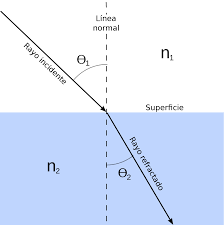 Línea
normal
Rayo incidente
Θ1
n1
Superficie
n2
Θ2
Rayo refractado